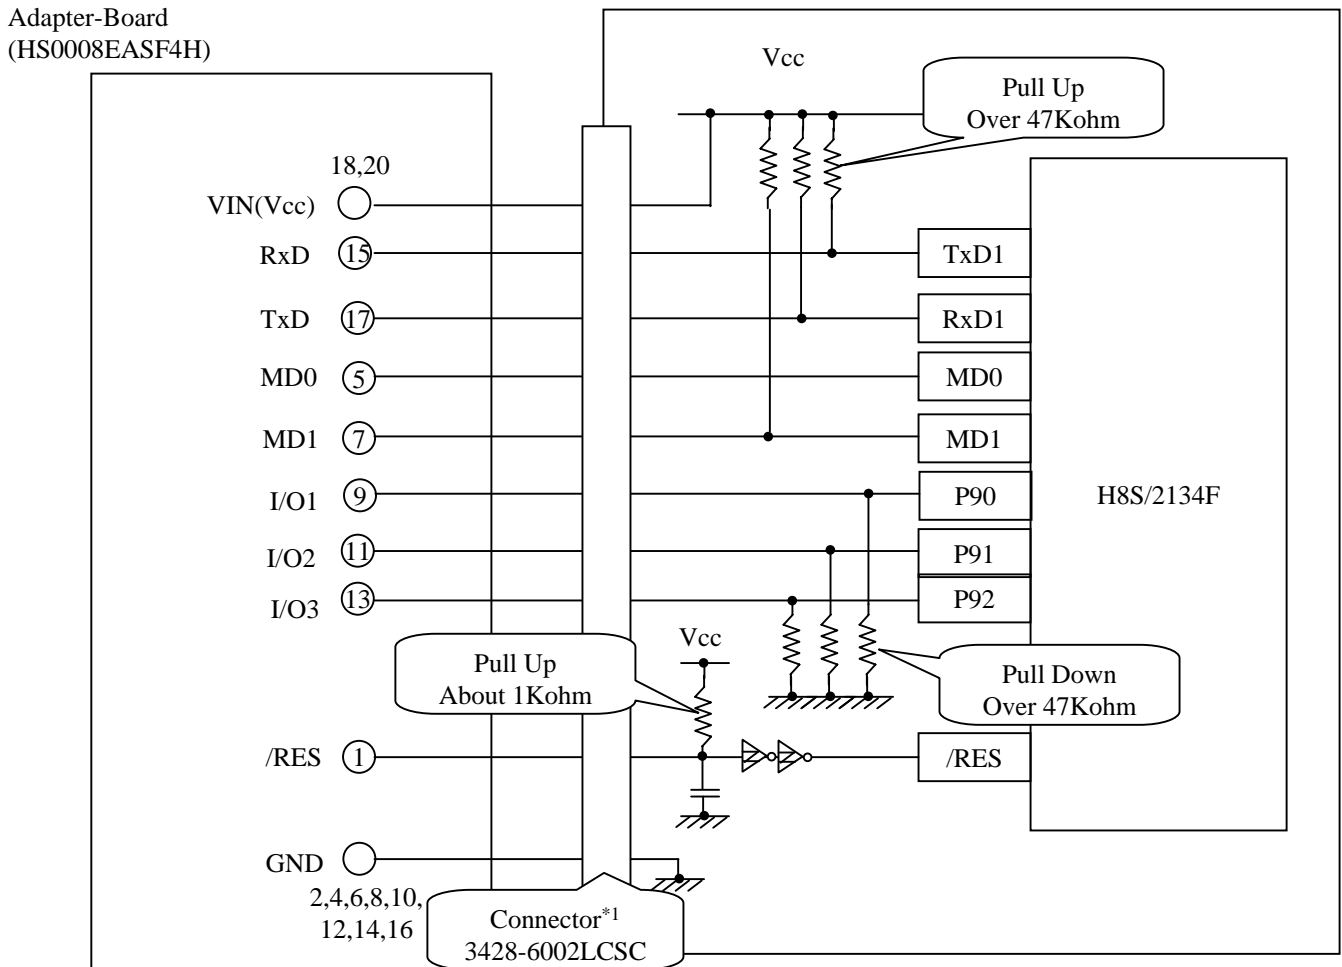 Adapter-Board
(HS0008EASF4H)
Vcc
Pull Up
Over 47Kohm
18,20
VIN(Vcc)
RxD 15
TxD1
TxD 17
RxD1
MD0 5
MD0
MD1 7
MD1
I/O1 9
P90
H8S/2134F
I/O2 11
P91
I/O3 13
P92
Vcc
Pull Up
About 1Kohm
Pull Down
Over 47Kohm
/RES 1
/RES
GND
2,4,6,8,10,
12,14,16
Connector*1
3428-6002LCSC